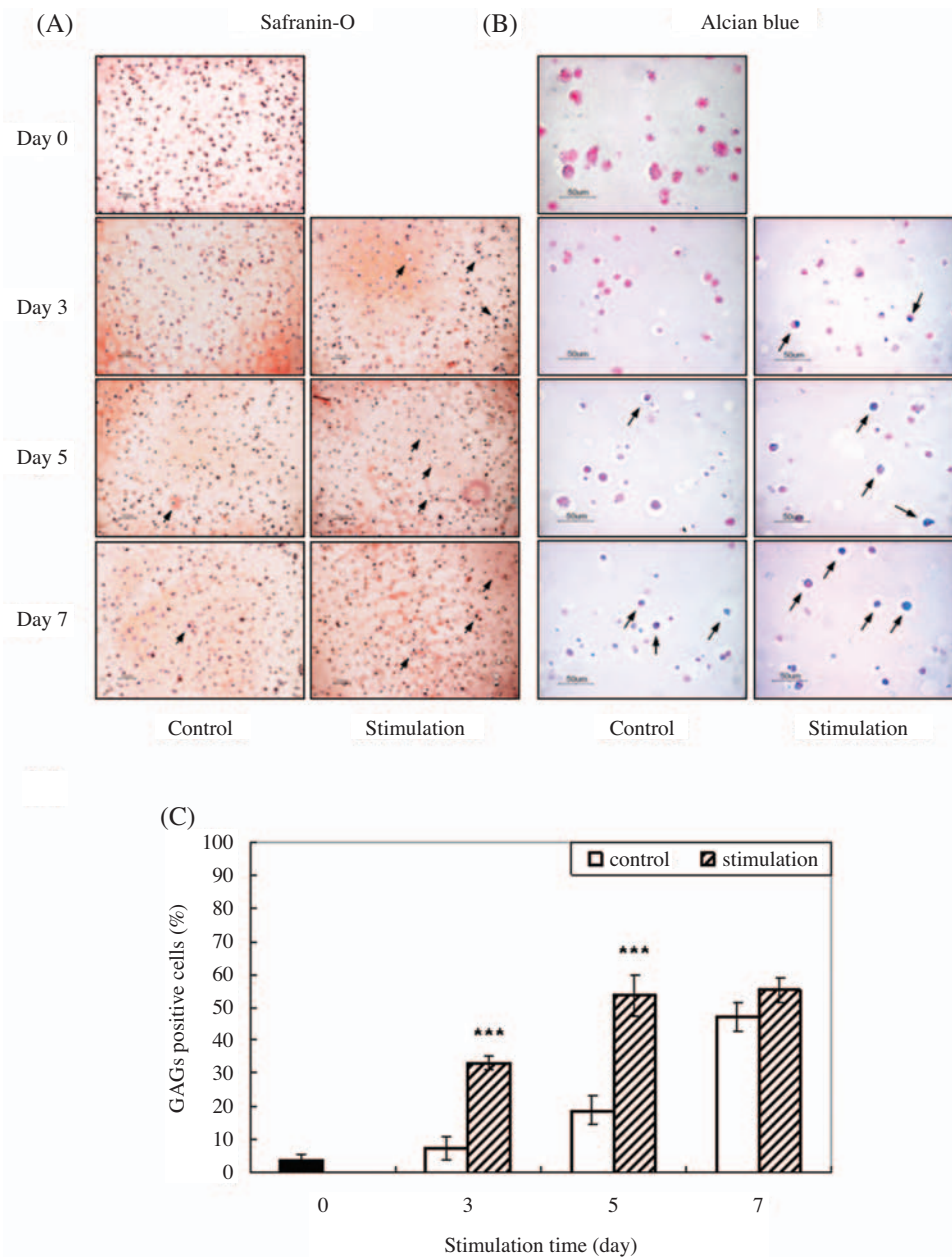 (A) Safranin-O (B) Alcian blue
Day 0
50um
Day 3
50um 50um
Day 5
50um 50um
Day 7
50um 50um
Control Stimulation Control Stimulation
(C)
control stimulation
GAGs positive cells (%)
100
90
80
70
60
50
40
30
20
10
0
*** ***
0 3 5 7
Stimulation time (day)